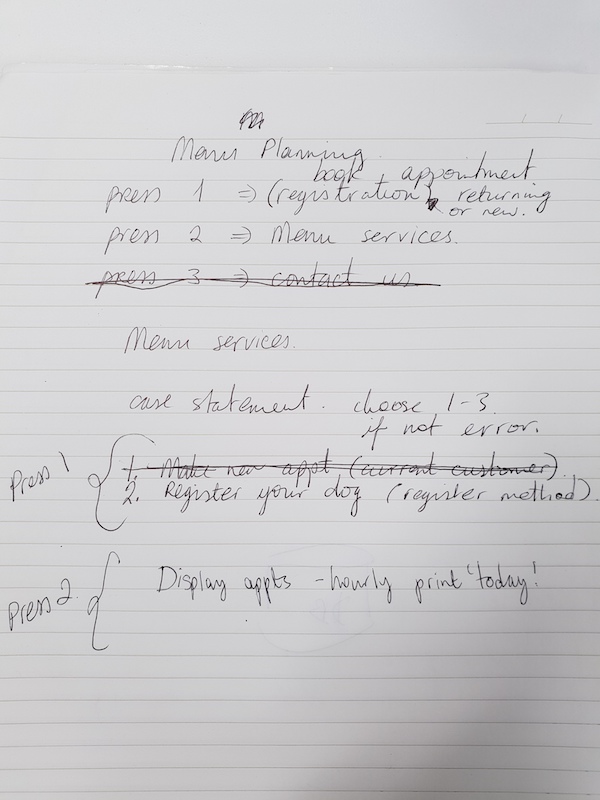 Menu Planning.
book appointment
press 1 => (registration) returning
or new.
press 2 => Menu services.
press 3 => contact us
Menu services.
case statement. choose 1-3
if not error.
Press 1
1. Make new appt (current customer).
2. Register your dog (register method).
Press 2. Display appts - hourly print 'today'